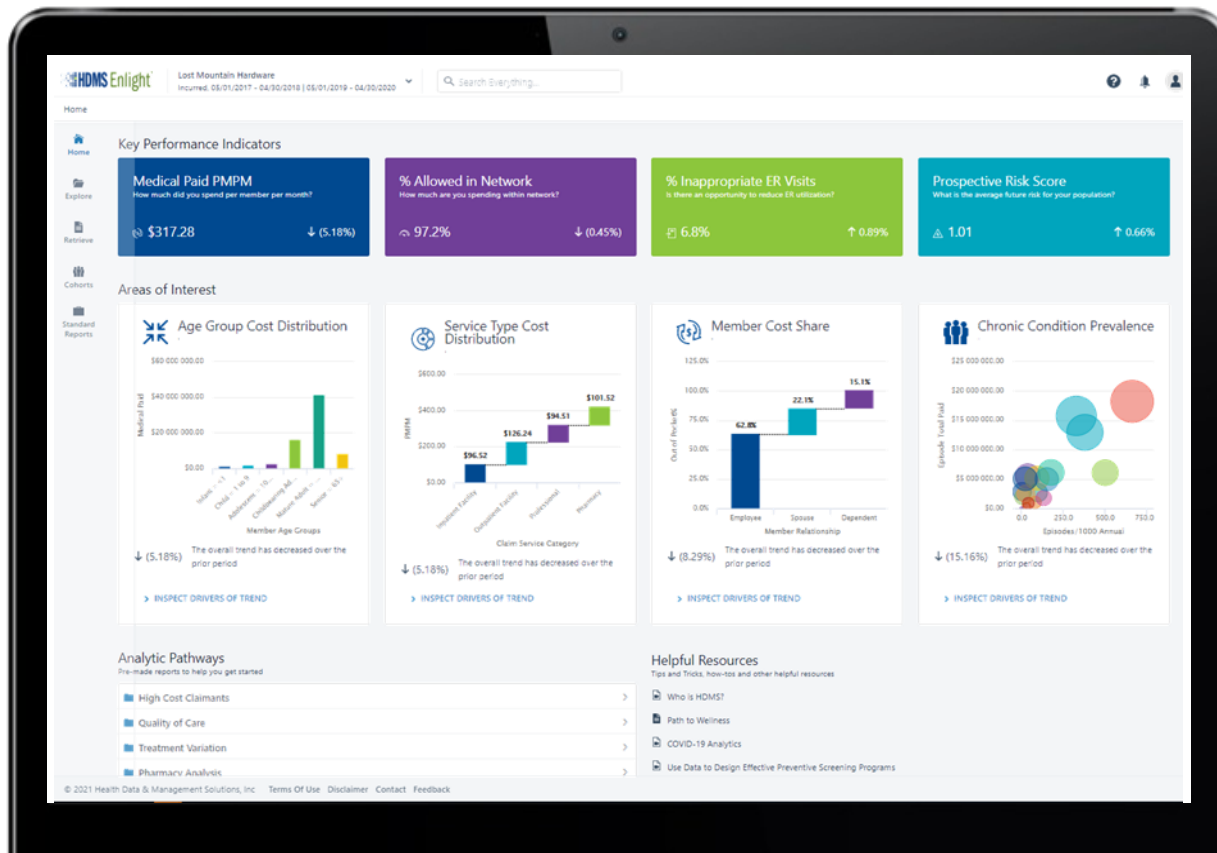 HDMS Enlight
Lost Mountain Hardware
Incurred, 05/01/2017 - 04/30/2018 | 05/01/2019 - 04/30/2020
Search Everything...
Home
Home
Explore
Retrieve
Cohorts
Standard
Reports
Key Performance Indicators
Medical Paid PMPM
How much did you spend per member per month?
$317.28 ↓ (5.18%)
% Allowed in Network
How much are you spending within network?
97.2% ↓ (0.45%)
% Inappropriate ER Visits
Is there an opportunity to reduce ER utilization?
6.8% ↑ 0.89%
Prospective Risk Score
What is the average future risk for your population?
1.01 ↑ 0.66%
Areas of Interest
Age Group Cost Distribution
$60 000 000.00
$40 000 000.00
$20 000 000.00
$0.00
Medical Paid
Infant - <1
Child - 1 to 9
Adolescent - 10...
Childbearing Ad...
Mature Adult - ...
Senior - 65...
Member Age Groups
↓ (5.18%) The overall trend has decreased over the
prior period
> INSPECT DRIVERS OF TREND
Service Type Cost
Distribution
$600.00
$400.00
$200.00
$0.00
PMPM
$96.52
$126.24
$94.51
$101.52
Inpatient Facility
Outpatient Facility
Professional
Pharmacy
Claim Service Category
↓ (5.18%) The overall trend has decreased over the
prior period
> INSPECT DRIVERS OF TREND
Member Cost Share
125.0%
100.0%
75.0%
50.0%
25.0%
0.0%
Out of Pocket%
62.8%
22.1%
15.1%
Employee Spouse Dependent
Member Relationship
↓ (8.29%) The overall trend has decreased over the
prior period
> INSPECT DRIVERS OF TREND
Chronic Condition Prevalence
$25 000 000.00
$20 000 000.00
$15 000 000.00
$10 000 000.00
$5 000 000.00
$0.00
Episode Total Paid
0.0 250.0 500.0 750.0
Episodes/1000 Annual
↓ (15.16%) The overall trend has decreased over the
prior period
> INSPECT DRIVERS OF TREND
Analytic Pathways
Pre-made reports to help you get started
High Cost Claimants
Quality of Care
Treatment Variation
Pharmacy Analysis
Helpful Resources
Tips and Tricks, how-tos and other helpful resources
Who is HDMS?
Path to Wellness
COVID-19 Analytics
Use Data to Design Effective Preventive Screening Programs
© 2021 Health Data & Management Solutions, Inc Terms Of Use Disclaimer Contact Feedback